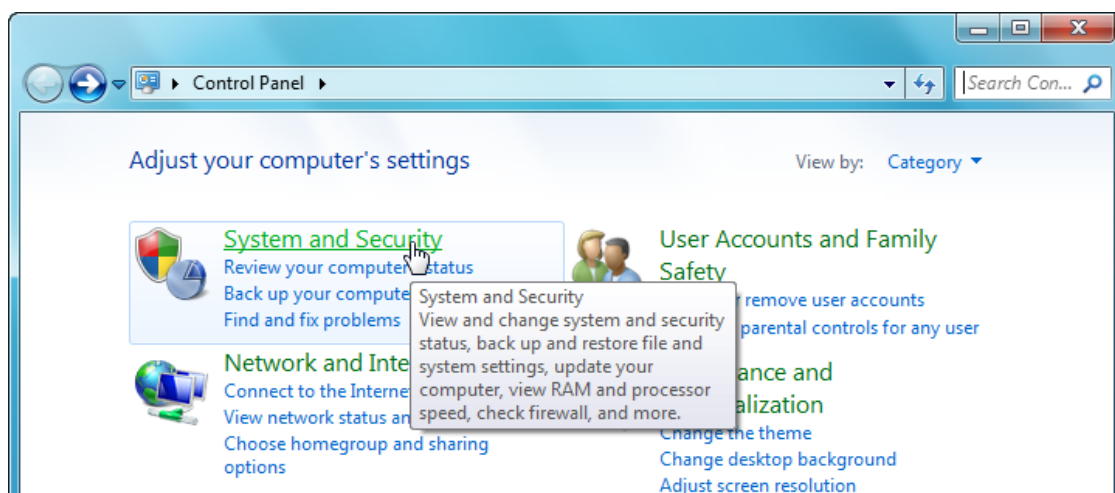 Control Panel
Search Con...
Adjust your computer's settings
View by: Category
System and Security
Review your computer status
Back up your compute
Find and fix problems
System and Security
View and change system and security
status, back up and restore file and
system settings, update your
computer, view RAM and processor
speed, check firewall, and more.
Network and Inte
Connect to the Interne
View network status an
Choose homegroup and sharing
options
User Accounts and Family
Safety
remove user accounts
parental controls for any user
ance and
alization
Change the theme
Change desktop background
Adjust screen resolution